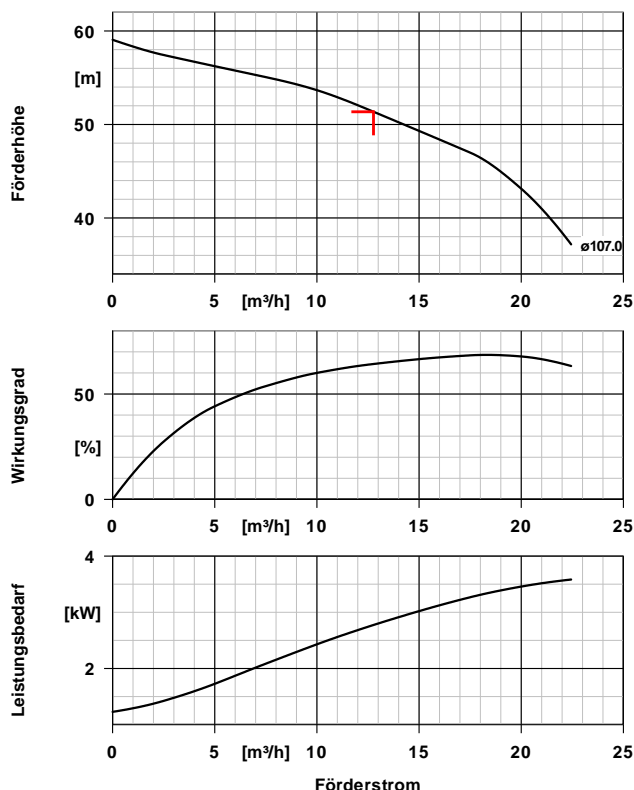 60
[m]
50
40
Förderhöhe
ø107.0
0 5 [m³/h] 10 15 20 25
50
[%]
0
Wirkungsgrad
0 5 [m³/h] 10 15 20 25
4
[kW]
2
Leistungsbedarf
0 5 [m³/h] 10 15 20 25
Förderstrom